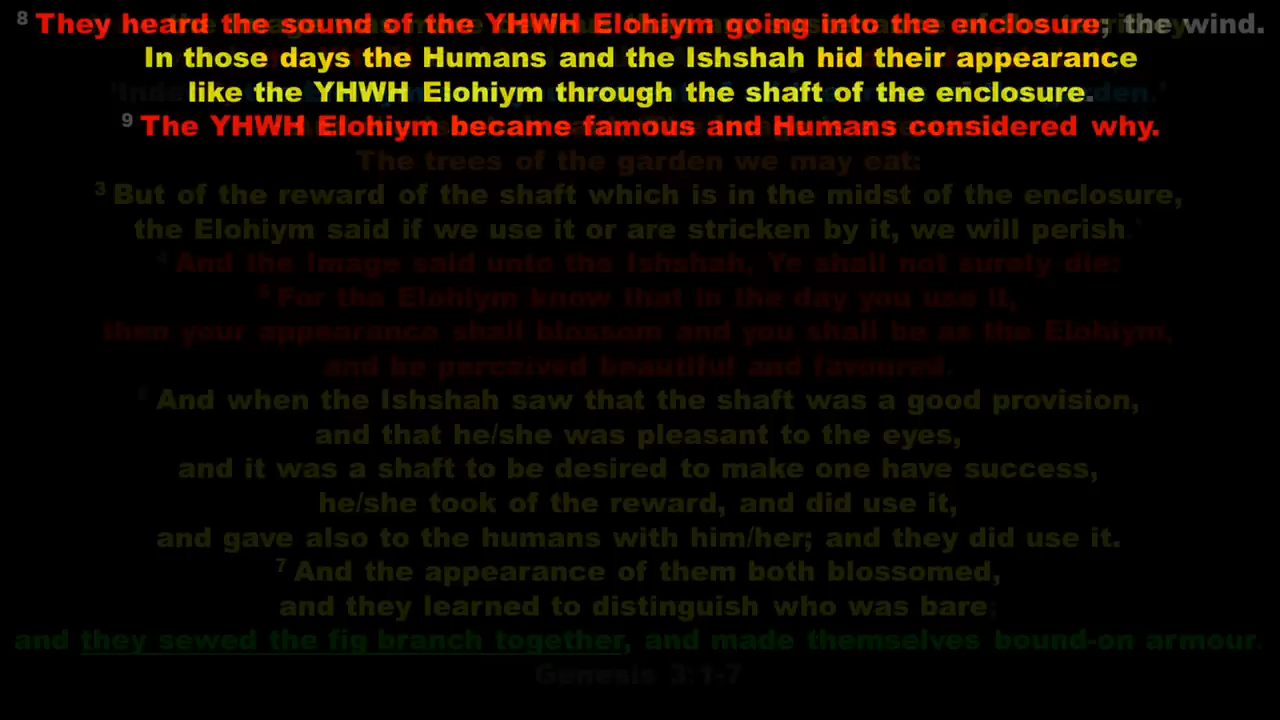 8 They heard the sound of the YHWH Elohiym going into the enclosure; the wind.
In those days the Humans and the Ishshah hid their appearance
like the YHWH Elohiym through the shaft of the enclosure.
9 The YHWH Elohiym became famous and Humans considered why.
The trees of the garden we may eat:
3 But of the reward of the shaft which is in the midst of the enclosure,
the Elohiym said if we use it or are stricken by it, we will perish.'
4 And the Image said unto the Ishshah, Ye shall not surely die:
5 For the Elohiym know that in the day you use it,
then your appearance shall blossom and you shall be as the Elohiym,
and be perceived beautiful and favoured.
6 And when the Ishshah saw that the shaft was a good provision,
and that he/she was pleasant to the eyes,
and it was a shaft to be desired to make one have success,
he/she took of the reward, and did use it,
and gave also to the humans with him/her; and they did use it.
7 And the appearance of them both blossomed,
and they learned to distinguish who was bare;
and they sewed the fig branch together, and made themselves bound-on armour.
Genesis 3:1-7